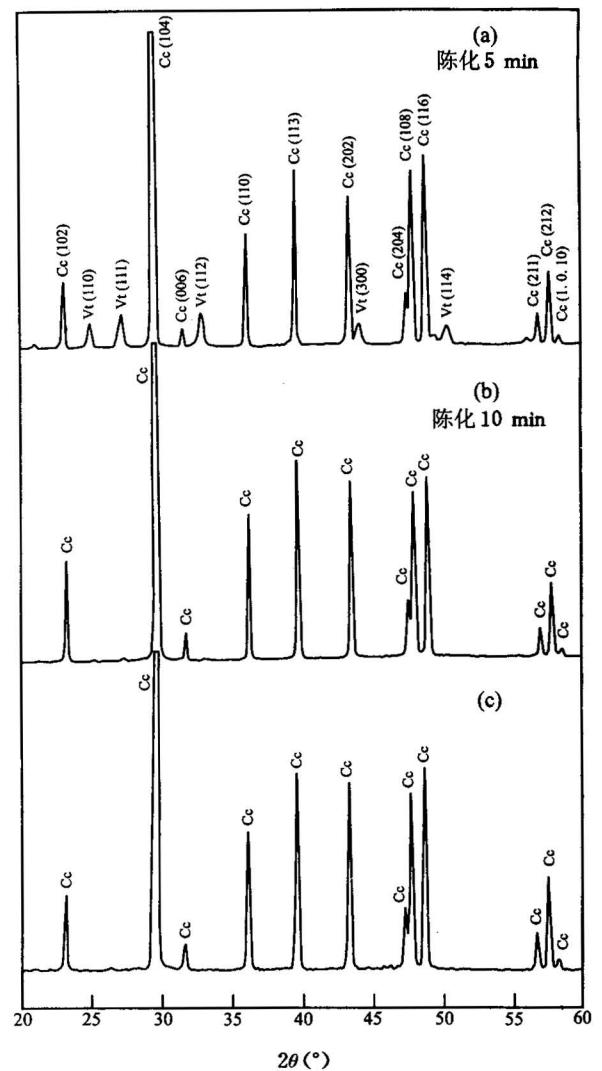 (a)
陈化 5 min
Cc (104)
Cc (102)
Vt (110)
Vt (111)
Cc (006)
Vt (112)
Cc (110)
Cc (113)
Cc (202)
Vt (300)
Cc (204)
Cc (108)
Cc (116)
Vt (114)
Cc (211)
Cc (212)
Cc (1. 0. 10)
(b)
陈化 10 min
Cc
Cc
Cc
Cc
Cc
Cc
Cc
Cc
Cc
Cc
Cc
Cc
(c)
Cc
Cc
Cc
Cc
Cc
Cc
Cc
Cc
Cc
Cc
Cc
Cc
20 25 30 35 40 45 50 55 60
2θ (°)